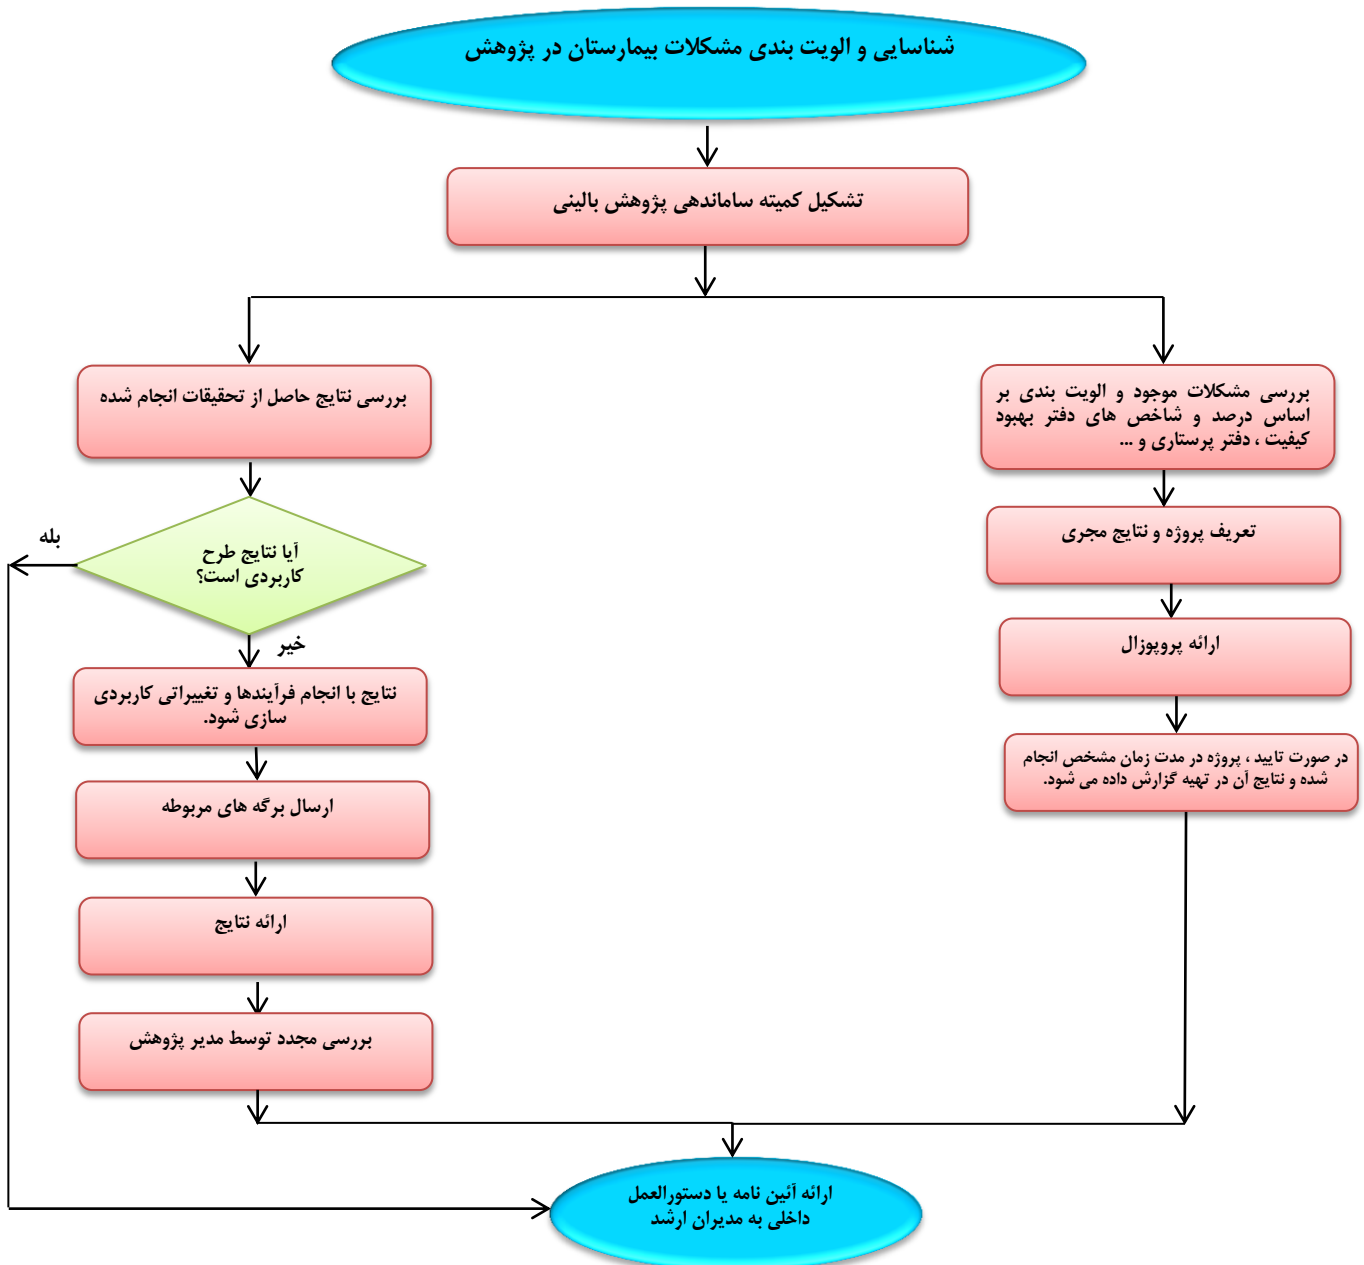 شناسایی و الویت بندی مشکلات بیمارستان در پژوهش
تشکیل کمیته ساماندهی پژوهش بالینی
بررسی مشکلات موجود و الویت بندی بر
اساس درصد و شاخص های دفتر بهبود
کیفیت ، دفتر پرستاری و ...
تعریف پروژه و نتایج مجری
ارائه پروپوزال
در صورت تایید ، پروژه در مدت زمان مشخص انجام
شده و نتایج آن در تهیه گزارش داده می شود.
بررسی نتایج حاصل از تحقیقات انجام شده
آیا نتایج طرح
کاربردی است؟
بله
خیر
نتایج با انجام فرآیندها و تغییراتی کاربردی
سازی شود.
ارسال برگه های مربوطه
ارائه نتایج
بررسی مجدد توسط مدیر پژوهش
ارائه آئین نامه یا دستورالعمل
داخلی به مدیران ارشد